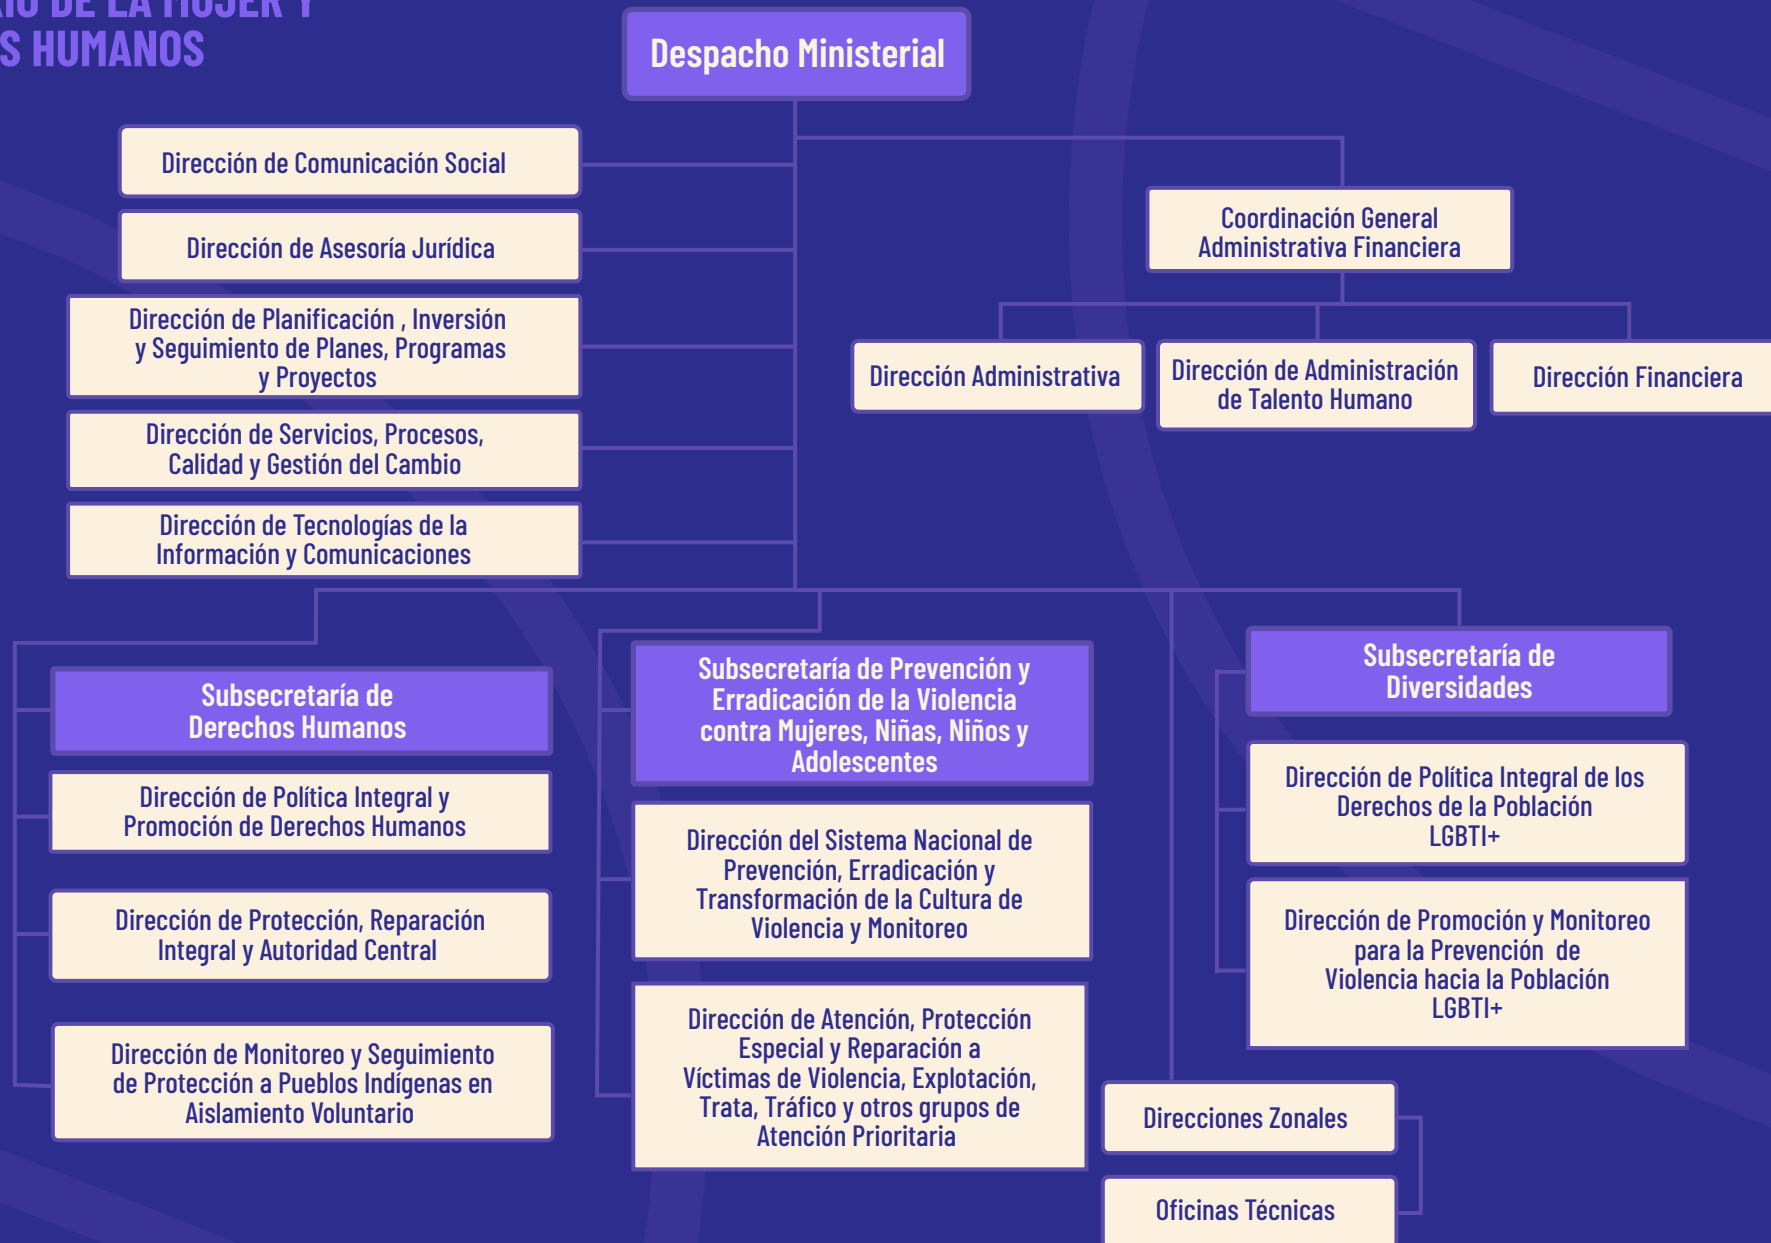 DE LA MUJER Y
HUMANOS
Despacho Ministerial
Dirección de Comunicación Social
Dirección de Asesoría Jurídica
Dirección de Planificación , Inversión
y Seguimiento de Planes, Programas
y Proyectos
Dirección de Servicios, Procesos,
Calidad y Gestión del Cambio
Dirección de Tecnologías de la
Información y Comunicaciones
Coordinación General
Administrativa Financiera
Dirección Administrativa
Dirección de Administración
de Talento Humano
Dirección Financiera
Subsecretaría de
Derechos Humanos
Dirección de Política Integral y
Promoción de Derechos Humanos
Dirección de Protección, Reparación
Integral y Autoridad Central
Dirección de Monitoreo y Seguimiento
de Protección a Pueblos Indígenas en
Aislamiento Voluntario
Subsecretaría de Prevención y
Erradicación de la Violencia
contra Mujeres, Niñas, Niños y
Adolescentes
Dirección del Sistema Nacional de
Prevención, Erradicación y
Transformación de la Cultura de
Violencia y Monitoreo
Dirección de Atención, Protección
Especial y Reparación a
Víctimas de Violencia, Explotación,
Trata, Tráfico y otros grupos de
Atención Prioritaria
Subsecretaría de
Diversidades
Dirección de Política Integral de los
Derechos de la Población
LGBTI+
Dirección de Promoción y Monitoreo
para la Prevención  de
Violencia hacia la Población
LGBTI+
Direcciones Zonales
Oficinas Técnicas